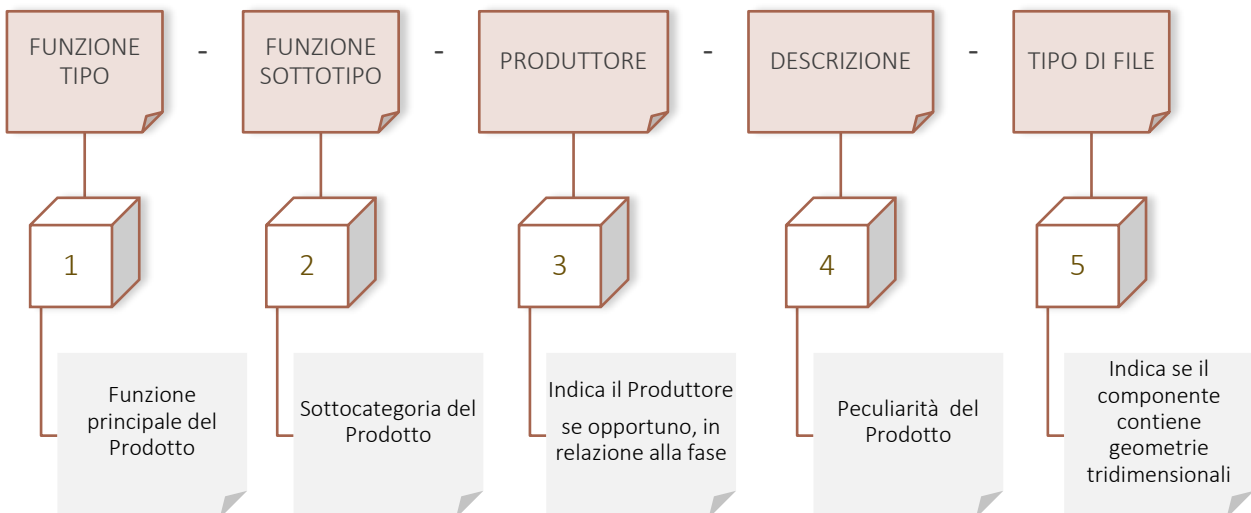 FUNZIONE
TIPO
-
FUNZIONE
SOTTOTIPO
-
PRODUTTORE
-
DESCRIZIONE
-
TIPO DI FILE
1
2
3
4
5
Funzione
principale del
Prodotto
Sottocategoria del
Prodotto
Indica il Produttore
se opportuno, in
relazione alla fase
Peculiarità del
Prodotto
Indica se il
componente
contiene
geometrie
tridimensionali